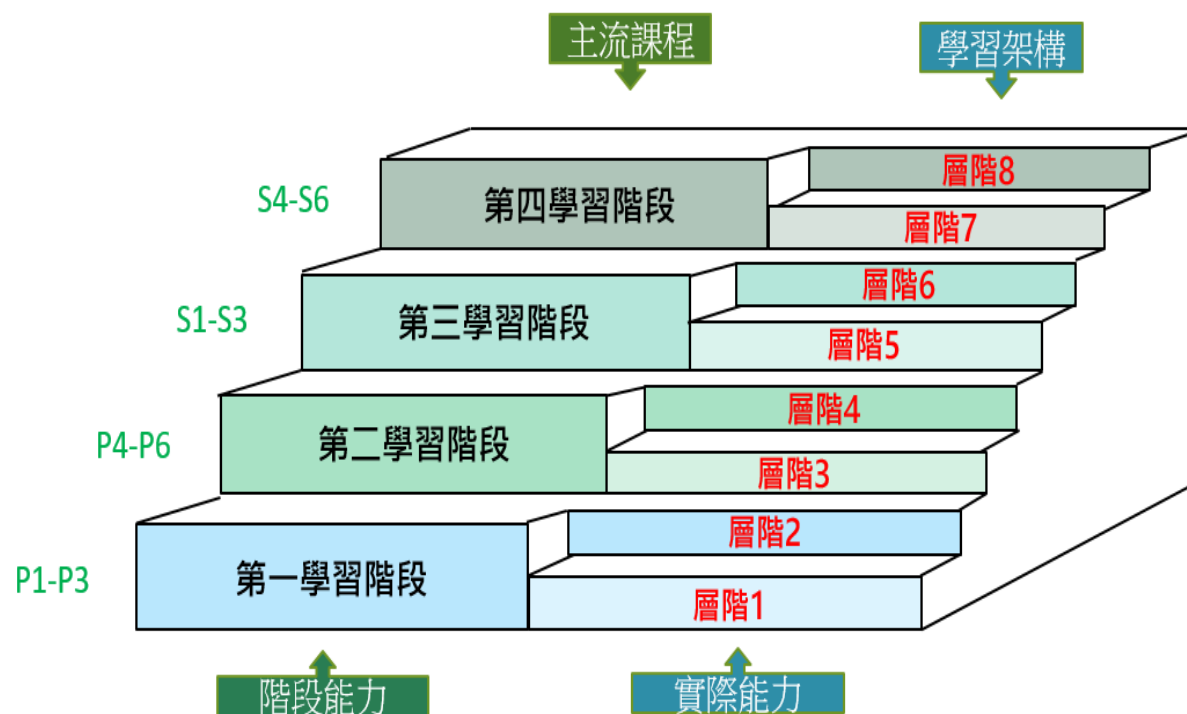 主流課程
學習架構
S4-S6
第四學習階段
層階8
層階7
S1-S3
第三學習階段
層階6
層階5
P4-P6
第二學習階段
層階4
層階3
P1-P3
第一學習階段
層階2
層階1
階段能力
實際能力